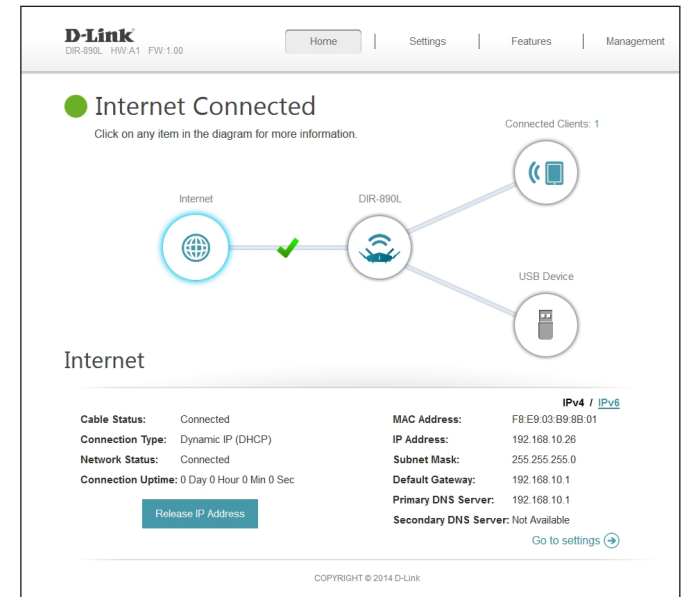 D-Link
DIR-890L HW:A1 FW:1.00
Home | Settings | Features | Management
Internet Connected
Click on any item in the diagram for more information.
Connected Clients: 1
Internet
DIR-890L
USB Device
Internet
IPv4 / IPv6
Cable Status: Connected
MAC Address: F8:E9:03:B9:8B:01
Connection Type: Dynamic IP (DHCP)
IP Address: 192.168.10.26
Network Status: Connected
Subnet Mask: 255.255.255.0
Connection Uptime: 0 Day 0 Hour 0 Min 0 Sec
Default Gateway: 192.168.10.1
Release IP Address
Primary DNS Server: 192.168.10.1
Secondary DNS Server: Not Available
Go to settings
COPYRIGHT © 2014 D-Link